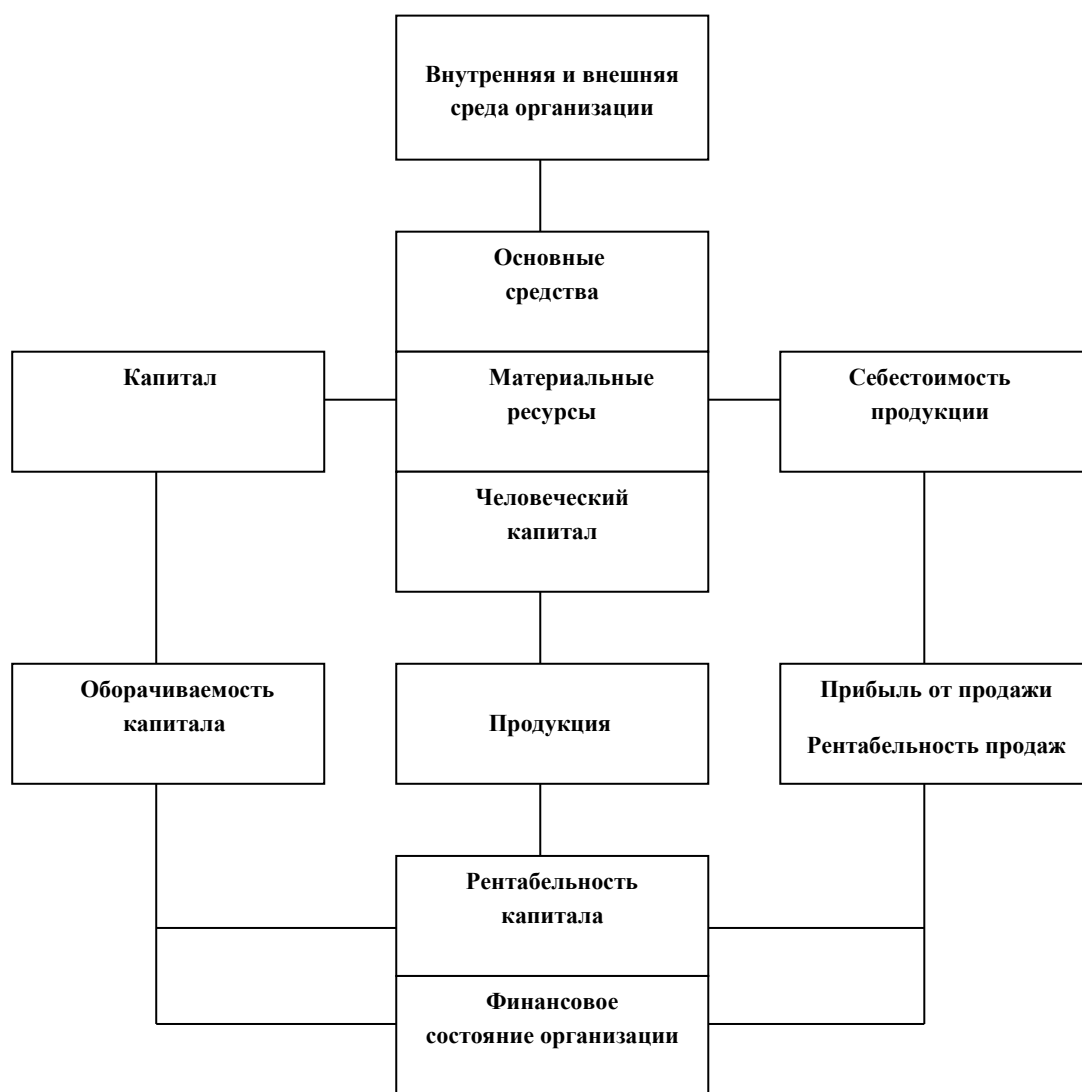 Внутренняя и внешняя
среда организации
Основные
средства
Капитал
Материальные
ресурсы
Себестоимость
продукции
Человеческий
капитал
Оборачиваемость
капитала
Продукция
Прибыль от продажи
Рентабельность продаж
Рентабельность
капитала
Финансовое
состояние организации